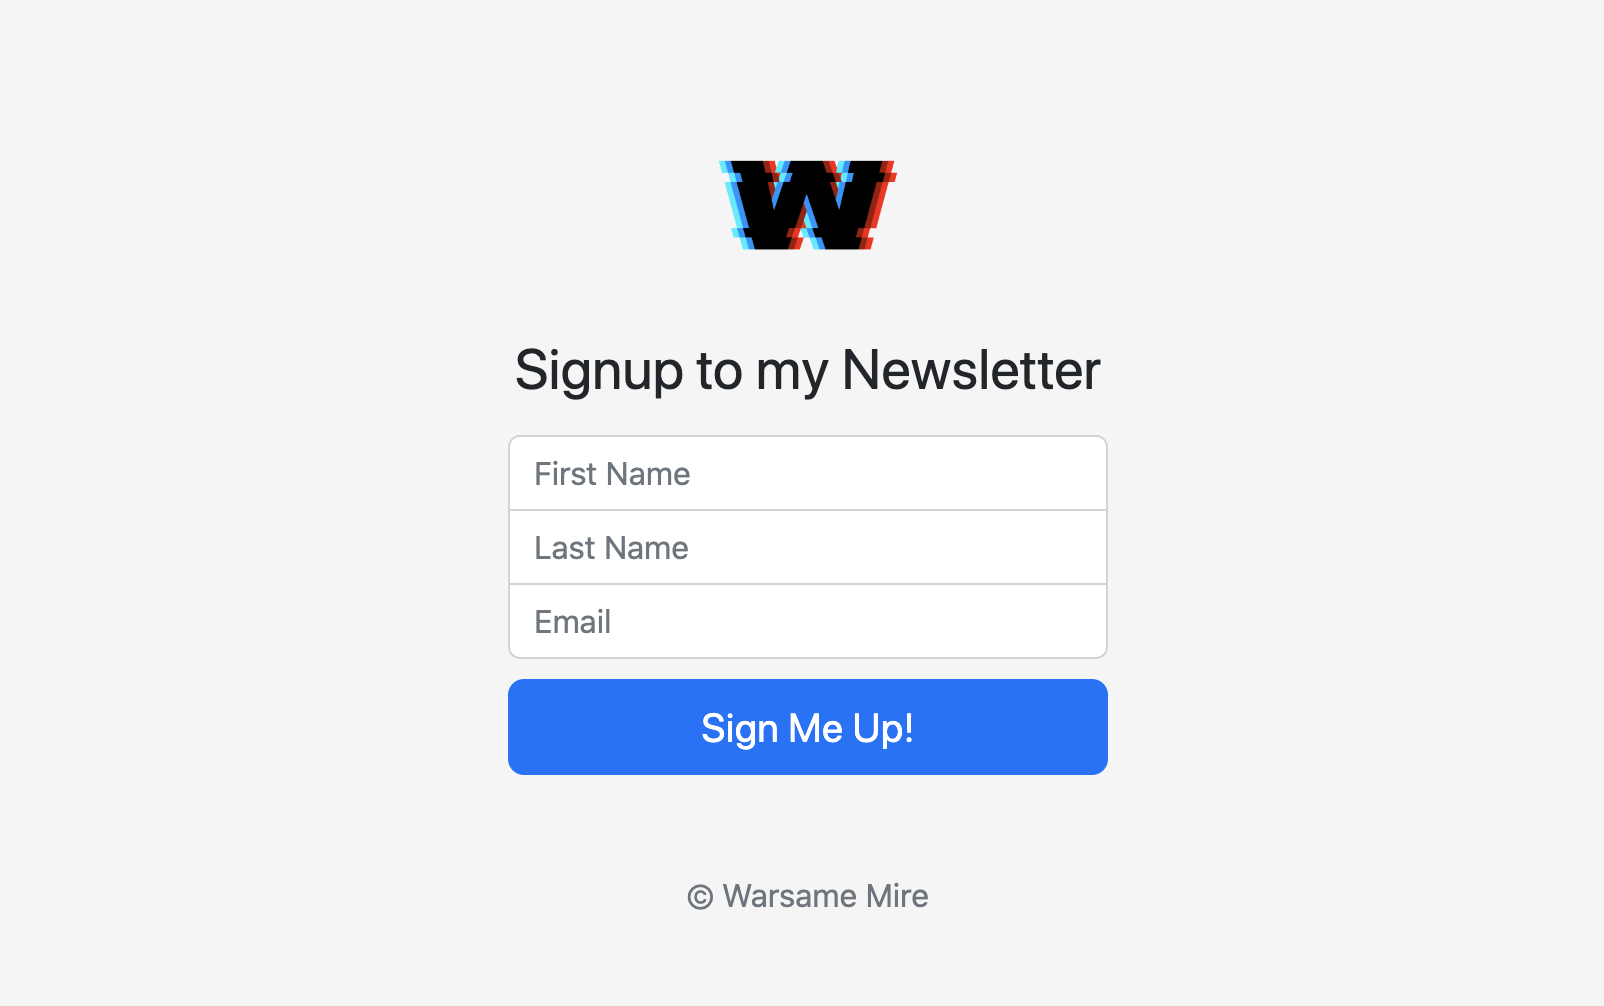 W
Signup to my Newsletter
First Name
Last Name
Email
Sign Me Up!
© Warsame Mire